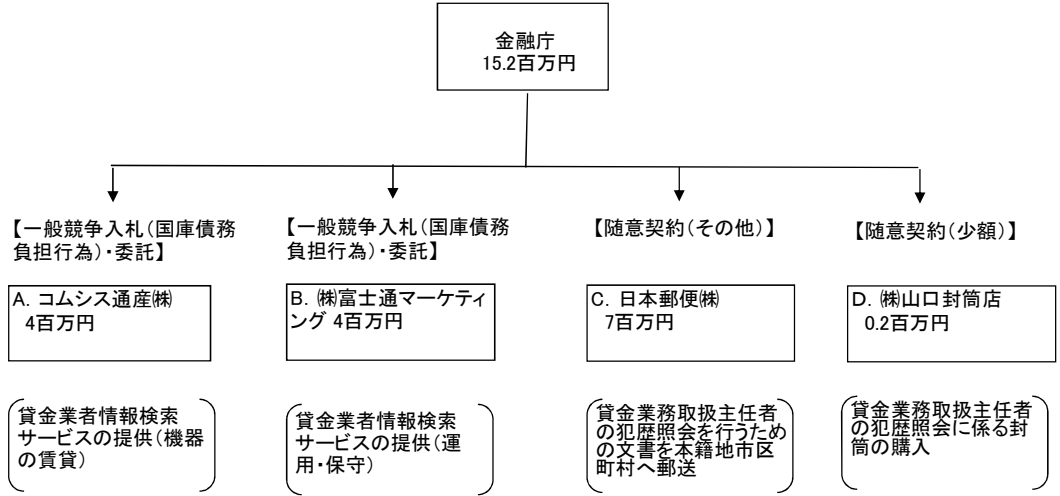 金融庁
15.2百万円
【一般競争入札（国庫債務
負担行為）・委託】
【一般競争入札（国庫債務
負担行為）・委託】
【随意契約（その他）】
【随意契約（少額）】
A．コムシス通産㈱
4百万円
B．㈱富士通マーケティ
ング 4百万円
C．日本郵便㈱
7百万円
D．㈱山口封筒店
0.2百万円
貸金業者情報検索
サービスの提供（機器
の賃貸）
貸金業者情報検索
サービスの提供（運
用・保守）
貸金業務取扱主任者
の犯歴照会を行うため
の文書を本籍地市区
町村へ郵送
貸金業務取扱主任者
の犯歴照会に係る封
筒の購入